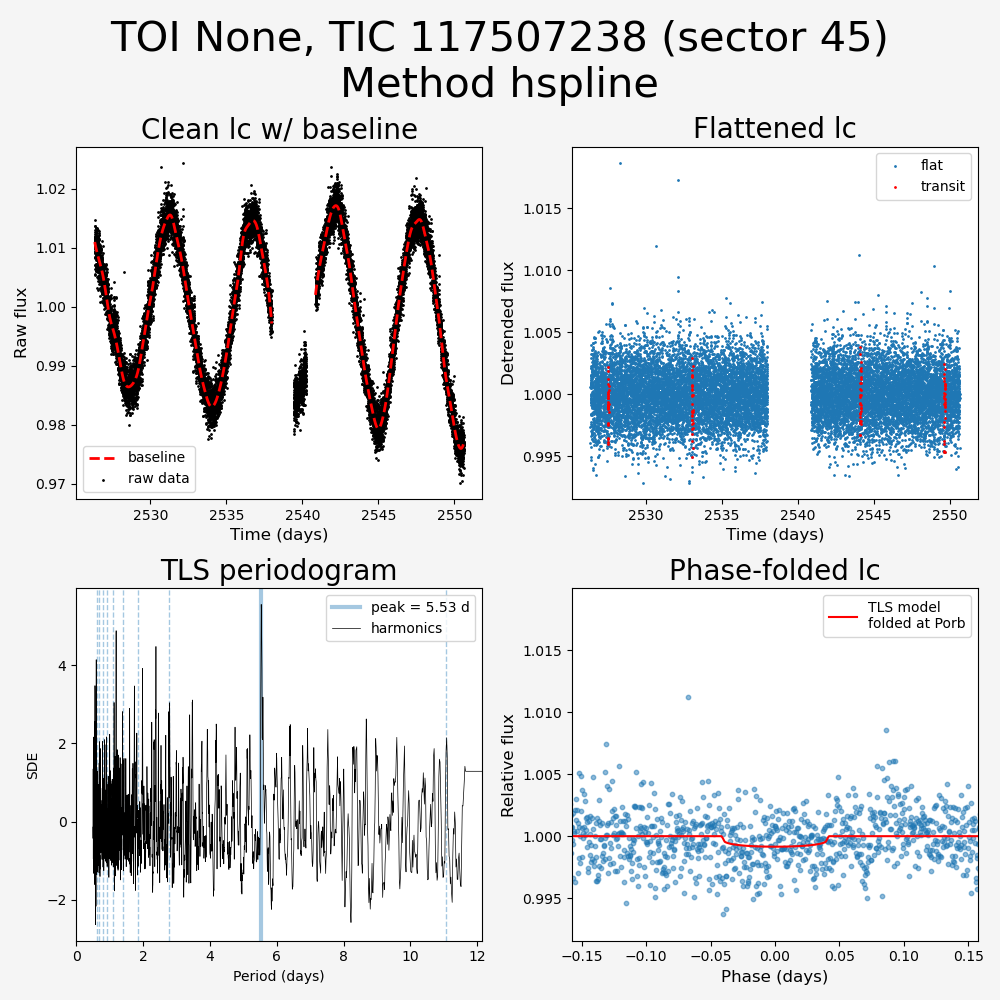 TOI None, TIC 117507238 (sector 45)
Method hspline
Clean lc w/ baseline
Raw flux
1.02
1.01
1.00
0.99
0.98
0.97
baseline
raw data
2530
2535
2540
2545
2550
Time (days)
Flattened lc
Detrended flux
1.015
1.010
1.005
1.000
0.995
flat
transit
2530
2535
2540
2545
2550
Time (days)
TLS periodogram
SDE
4
2
0
−2
peak = 5.53 d
harmonics
0
2
4
6
8
10
12
Period (days)
Phase-folded lc
Relative flux
1.015
1.010
1.005
1.000
0.995
TLS model
folded at Porb
−0.15
−0.10
−0.05
0.00
0.05
0.10
0.15
Phase (days)